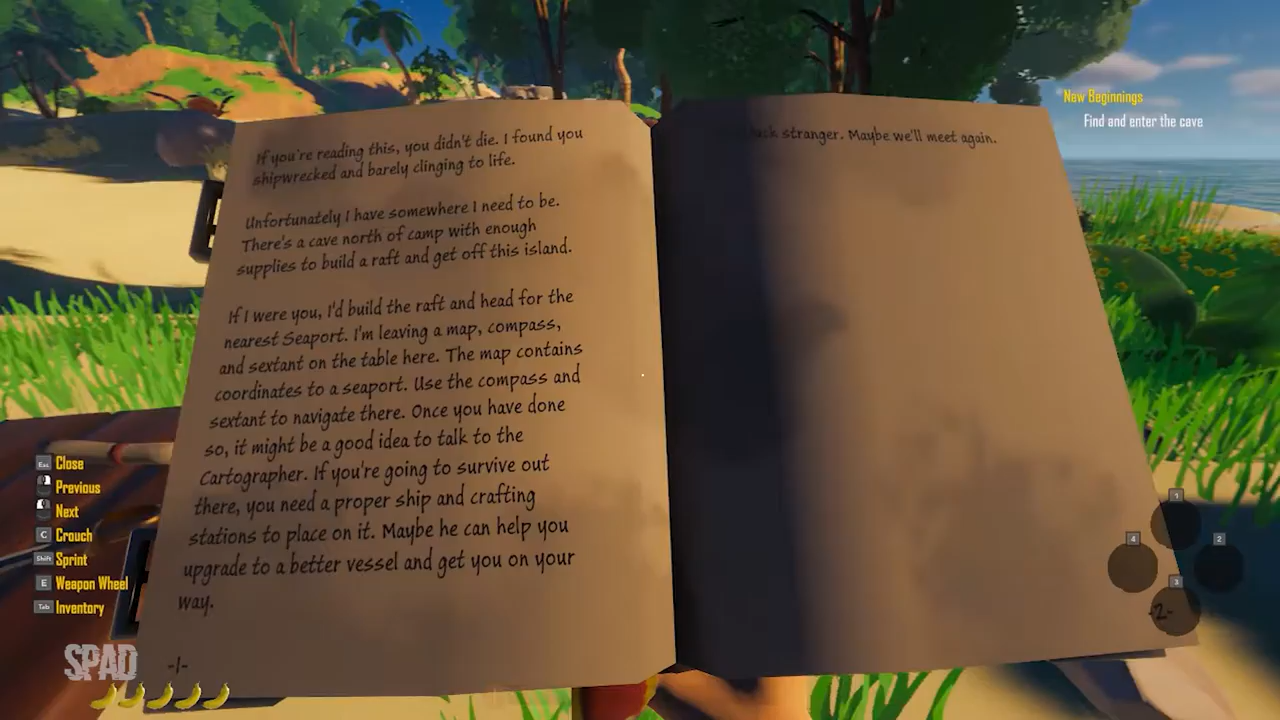 If you're reading this, you didn't die. I found you
shipwrecked and barely clinging to life.
Unfortunately I have somewhere I need to be.
There's a cave north of camp with enough
supplies to build a raft and get off this island.
If I were you, I'd build the raft and head for the
nearest Seaport. I'm leaving a map, compass,
and sextant on the table here. The map contains
coordinates to a seaport. Use the compass and
sextant to navigate there. Once you have done
so, it might be a good idea to talk to the
Cartographer. If you're going to survive out
there, you need a proper ship and crafting
stations to place on it. Maybe he can help you
upgrade to a better vessel and get you on your
way.
-1-
stranger. Maybe we'll meet again.
-2-
New Beginnings
Find and enter the cave
Esc Close
Previous
Next
C Crouch
Shift Sprint
E Weapon Wheel
Tab Inventory
SPAD
1
4
2
3